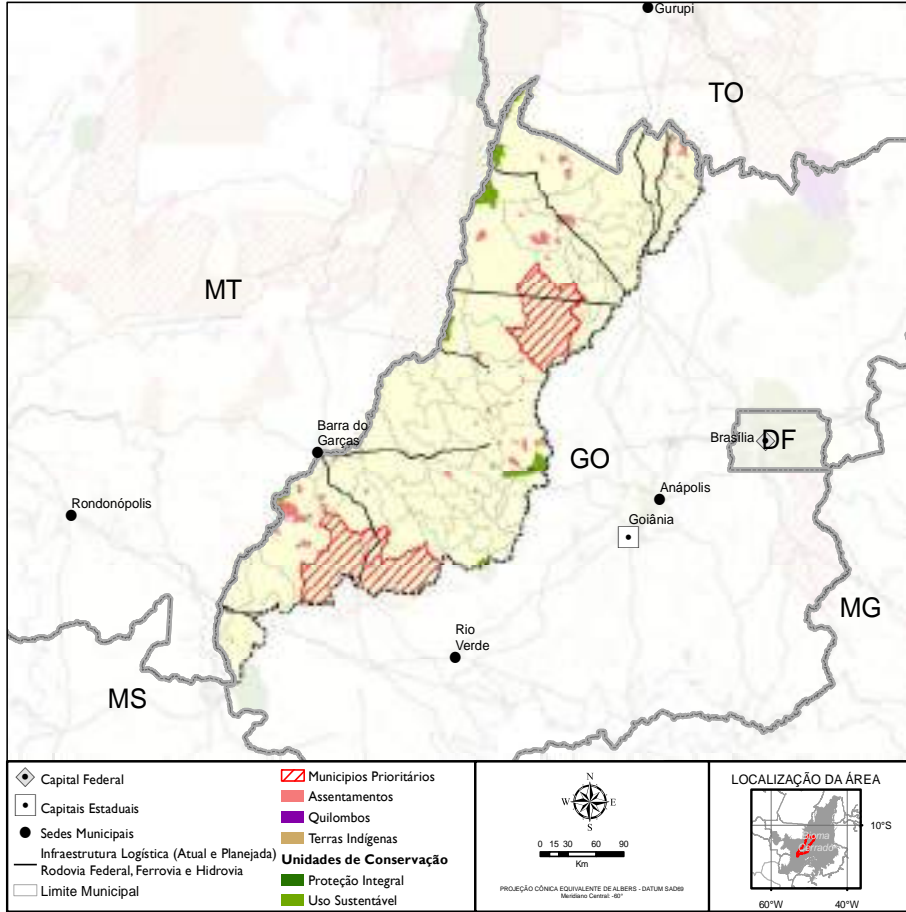 Gurupi
TO
MT
Barra do
Garças
Brasília
DF
GO
Rondonópolis
Anápolis
Goiânia
MG
Rio
Verde
MS
Capital Federal
Capitais Estaduais
Sedes Municipais
Infraestrutura Logística (Atual e Planejada)
Rodovia Federal, Ferrovia e Hidrovia
Limite Municipal
Municipios Prioritários
Assentamentos
Quilombos
Terras Indígenas
Unidades de Conservação
Proteção Integral
Uso Sustentável
N
W E
S
0 15 30 60 90
Km
PROJEÇÃO CÔNICA EQUIVALENTE DE ALBERS - DATUM SAD69
Meridiano Central: -60°
LOCALIZAÇÃO DA ÁREA
10°S
Bioma
Cerrado
60°W 40°W